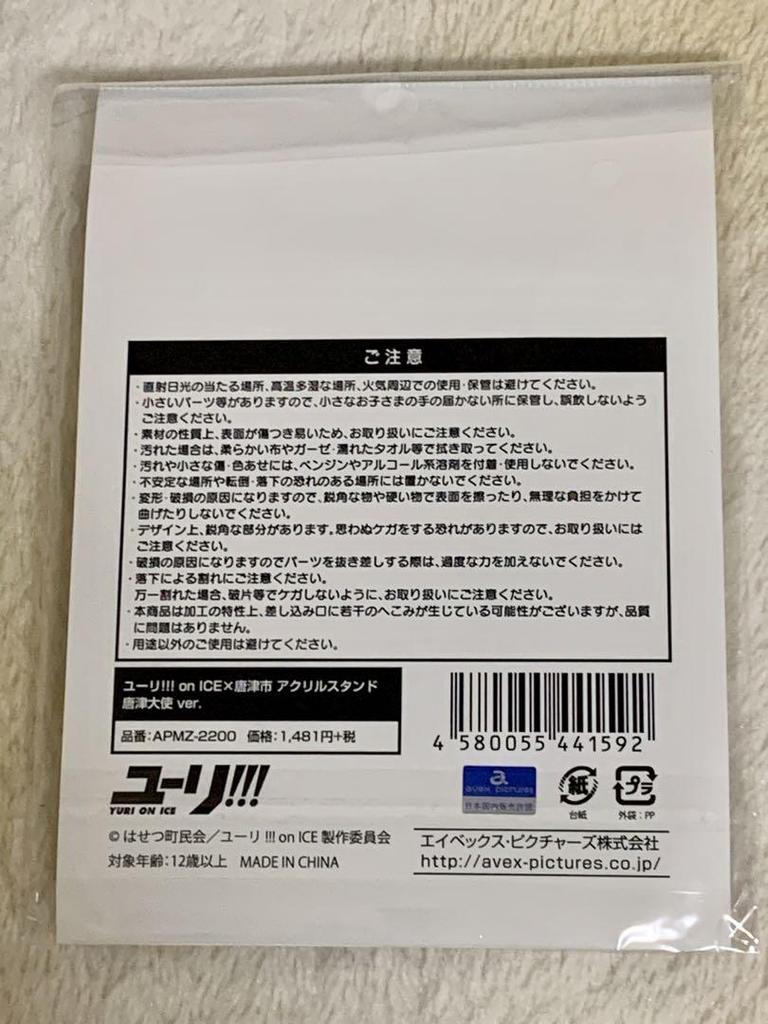 ご注意
・直射日光の当たる場所、高温多湿な場所、火気周辺での使用・保管は避けてください。
・小さいパーツ等がありますので、小さなお子さまの手の届かない所に保管し、誤飲しないよう
ご注意ください。
・素材の性質上、表面が傷つき易いため、お取り扱いにご注意ください。
・汚れた場合は、柔らかい布やガーゼ・濡れたタオル等で拭き取ってください。
・汚れや小さな傷・色あせには、ベンジンやアルコール系溶剤を付着・使用しないでください。
・不安定な場所や転倒・落下の恐れのある場所には置かないでください。
・変形・破損の原因になりますので、鋭角な物や硬い物で表面を擦ったり、無理な負担をかけて
曲げたりしないでください。
・デザイン上、鋭角な部分があります。思わぬケガをする恐れがありますので、お取り扱いには
ご注意ください。
・破損の原因になりますのでパーツを抜き差しする際は、過度な力を加えないでください。
・落下による割れにご注意ください。
万一割れた場合、破片等でケガしないように、お取り扱いにご注意ください。
・本商品は加工の特性上、差し込み口に若干のへこみが生じている可能性がございますが、品質
に問題はありません。
・用途以外のご使用は避けてください。
ユーリ!!! on ICE×唐津市 アクリルスタンド
唐津大使 ver.
品番:APMZ-2200 価格:1,481円+税
4 580055 441592
ユーリ!!!
YURI ON ICE
a
avex pictures
日本国内販売許諾
紙
台紙
プラ
外袋:PP
© はせつ町民会/ユーリ !!! on ICE 製作委員会
対象年齢:12歳以上 MADE IN CHINA
エイベックス・ピクチャーズ株式会社
http://avex-pictures.co.jp/